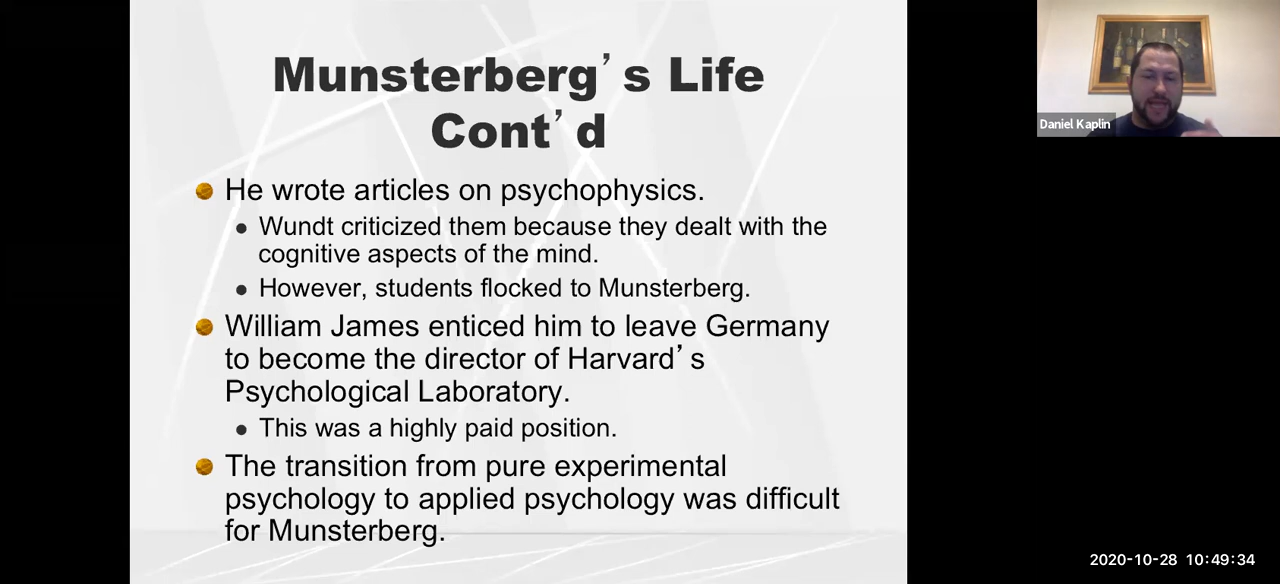 Munsterberg’s Life
Cont’d
He wrote articles on psychophysics.
Wundt criticized them because they dealt with the
cognitive aspects of the mind.
However, students flocked to Munsterberg.
William James enticed him to leave Germany
to become the director of Harvard’s
Psychological Laboratory.
This was a highly paid position.
The transition from pure experimental
psychology to applied psychology was difficult
for Munsterberg.
Daniel Kaplin
2020-10-28 10:49:34